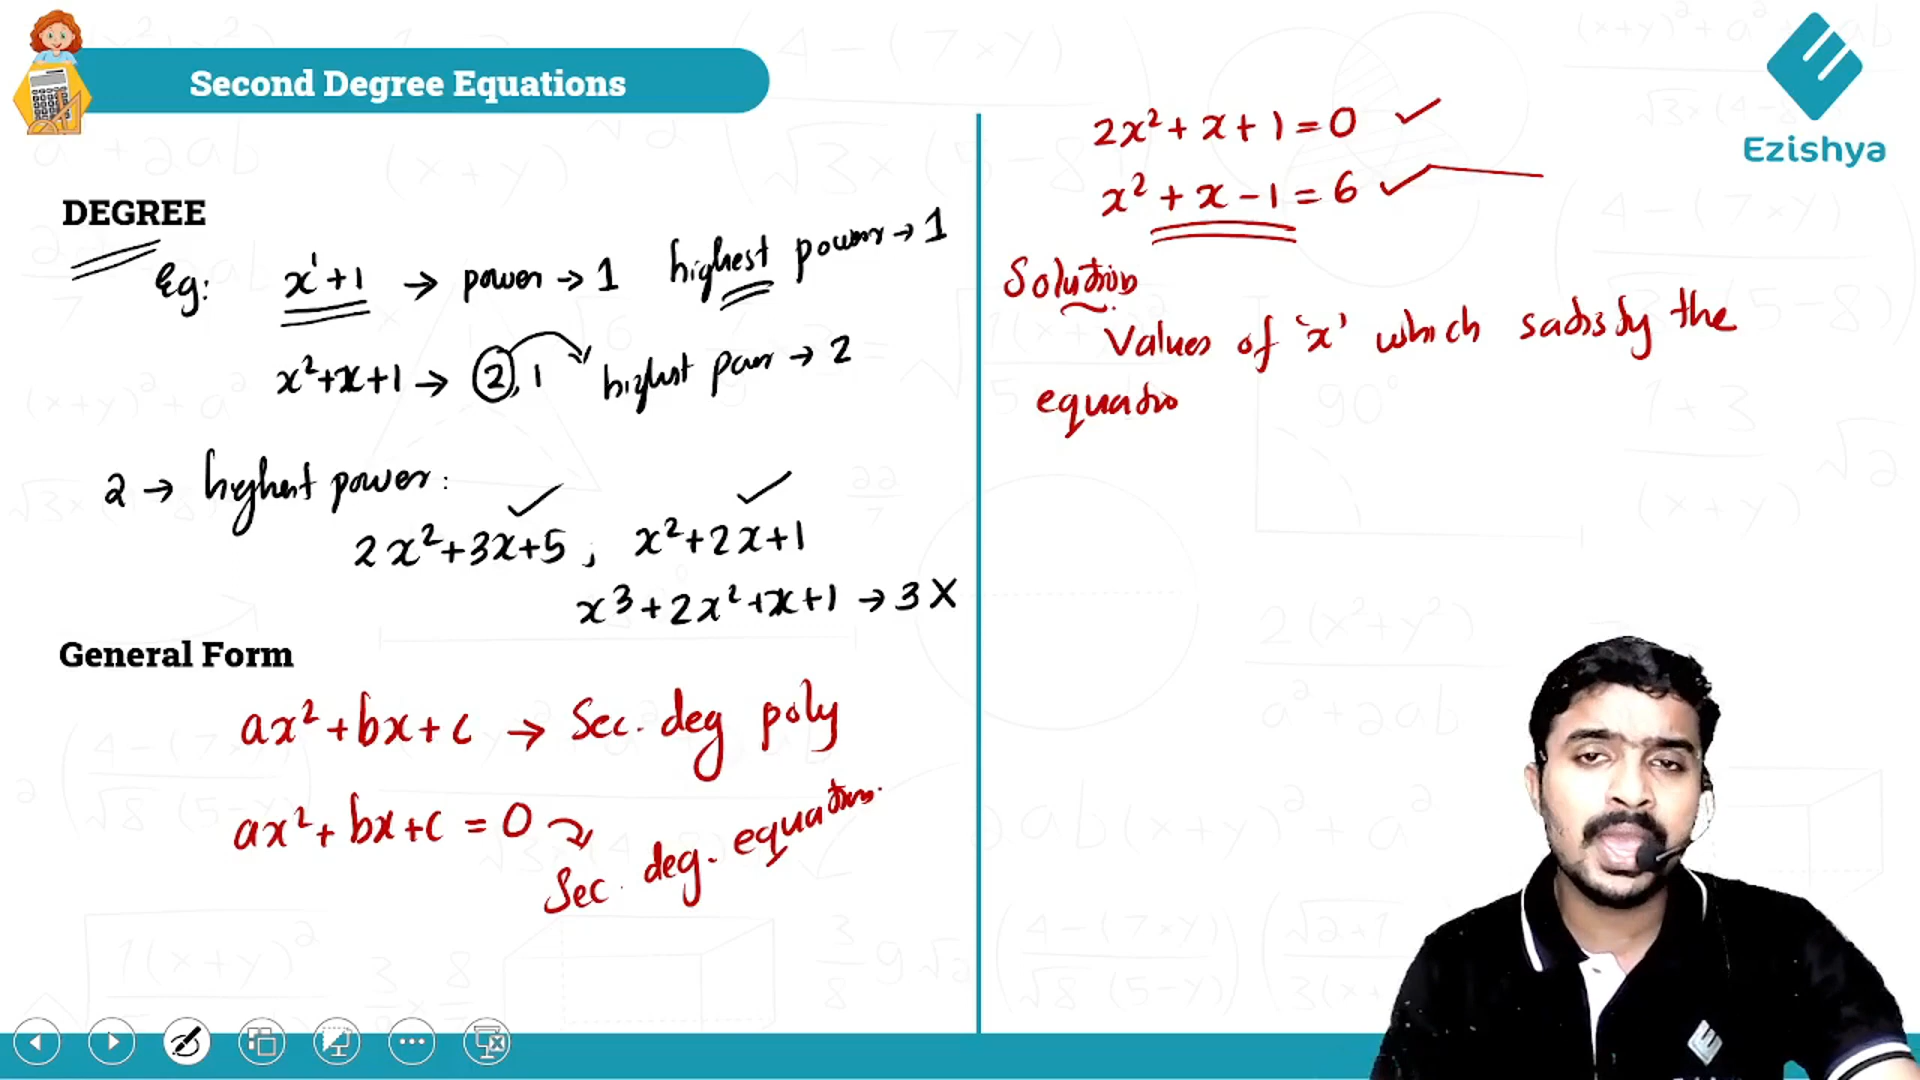 Second Degree Equations
DEGREE
Eg: x¹+1 → power → 1 highest power → 1
x²+x+1 → 2, 1 highest power → 2
2 → highest power:
2x²+3x+5 , x²+2x+1
x³+2x²+x+1 → 3 X
General Form
ax²+bx+c → Sec. deg poly
ax²+bx+c = 0
Sec. deg. equation.
2x²+x+1=0 ✓
x²+x-1=6 ✓
Solution
Values of 'x' which satisfy the
equatio
Ezishya